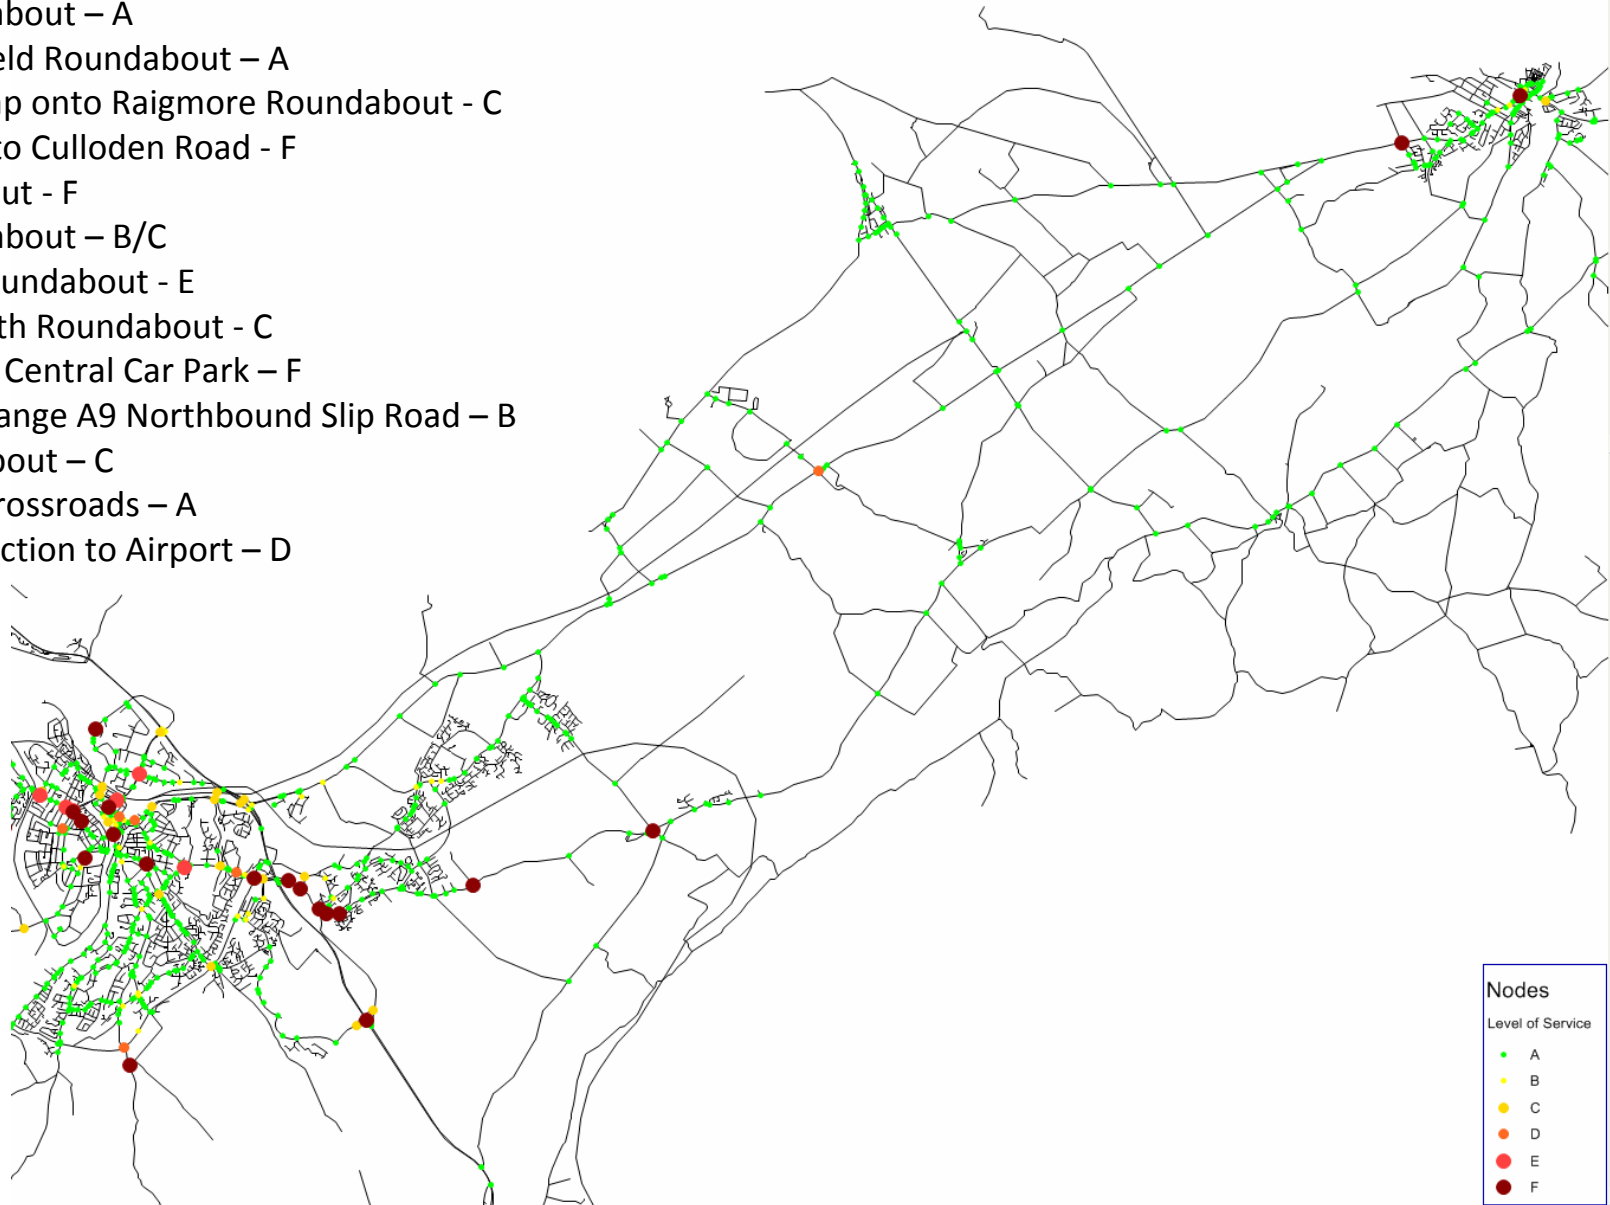 bout – A
eld Roundabout – A
p onto Raigmore Roundabout - C
to Culloden Road - F
ut - F
bout – B/C
undabout - E
th Roundabout - C
Central Car Park – F
ange A9 Northbound Slip Road – B
bout – C
rossroads – A
ction to Airport – D
Nodes
Level of Service
A
B
C
D
E
F